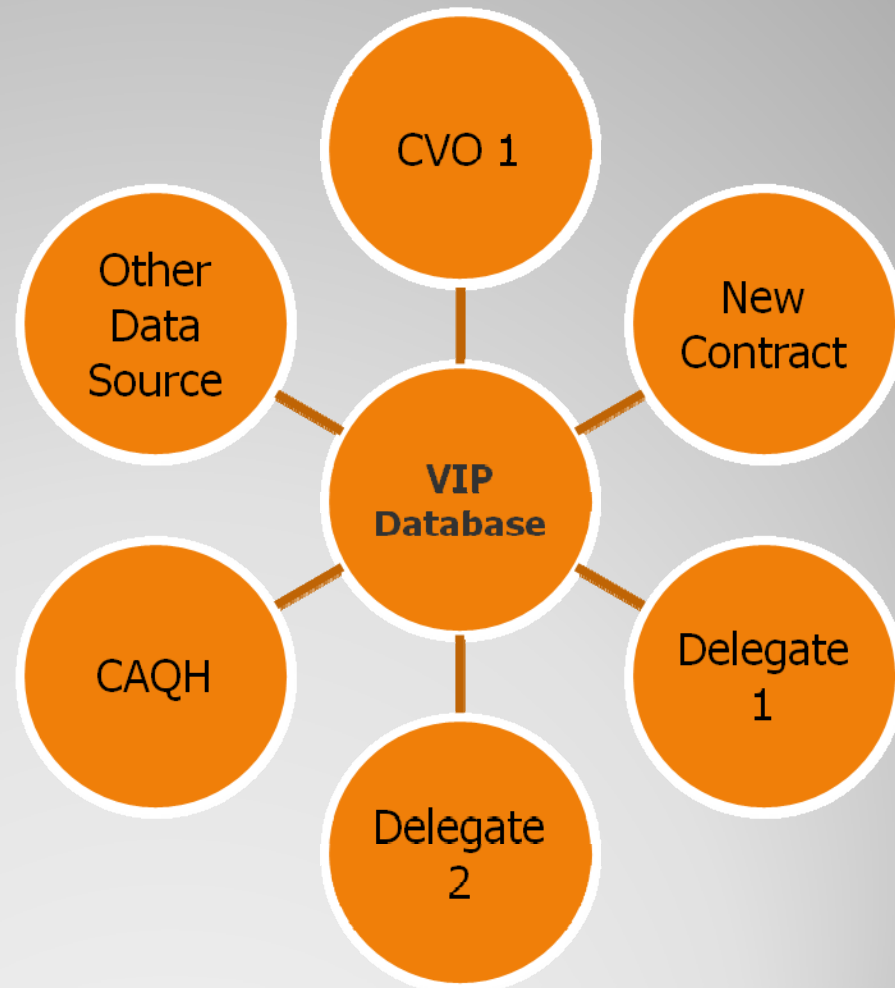 CVO 1
Other
Data
Source
New
Contract
VIP
Database
CAQH
Delegate
1
Delegate
2